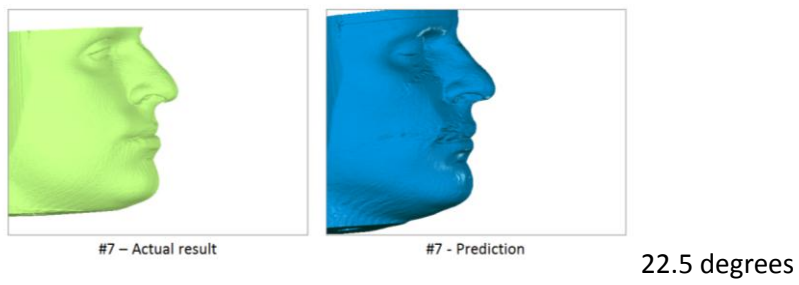 #7 – Actual result
#7 - Prediction
22.5 degrees